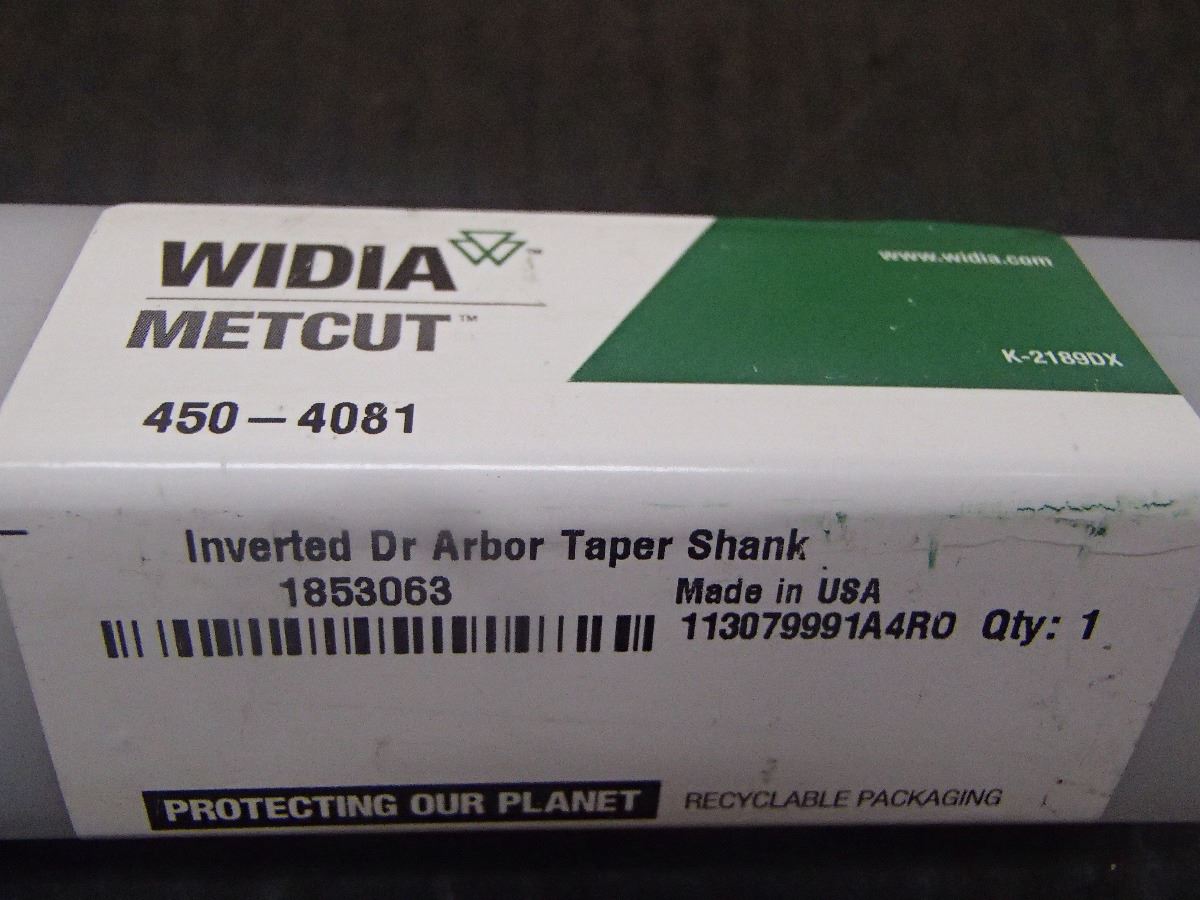 WIDIA™
METCUT™
www.widia.com
K-2189DX
450-4081
Inverted Dr Arbor Taper Shank
1853063 Made in USA
113079991A4R0 Qty: 1
PROTECTING OUR PLANET RECYCLABLE PACKAGING